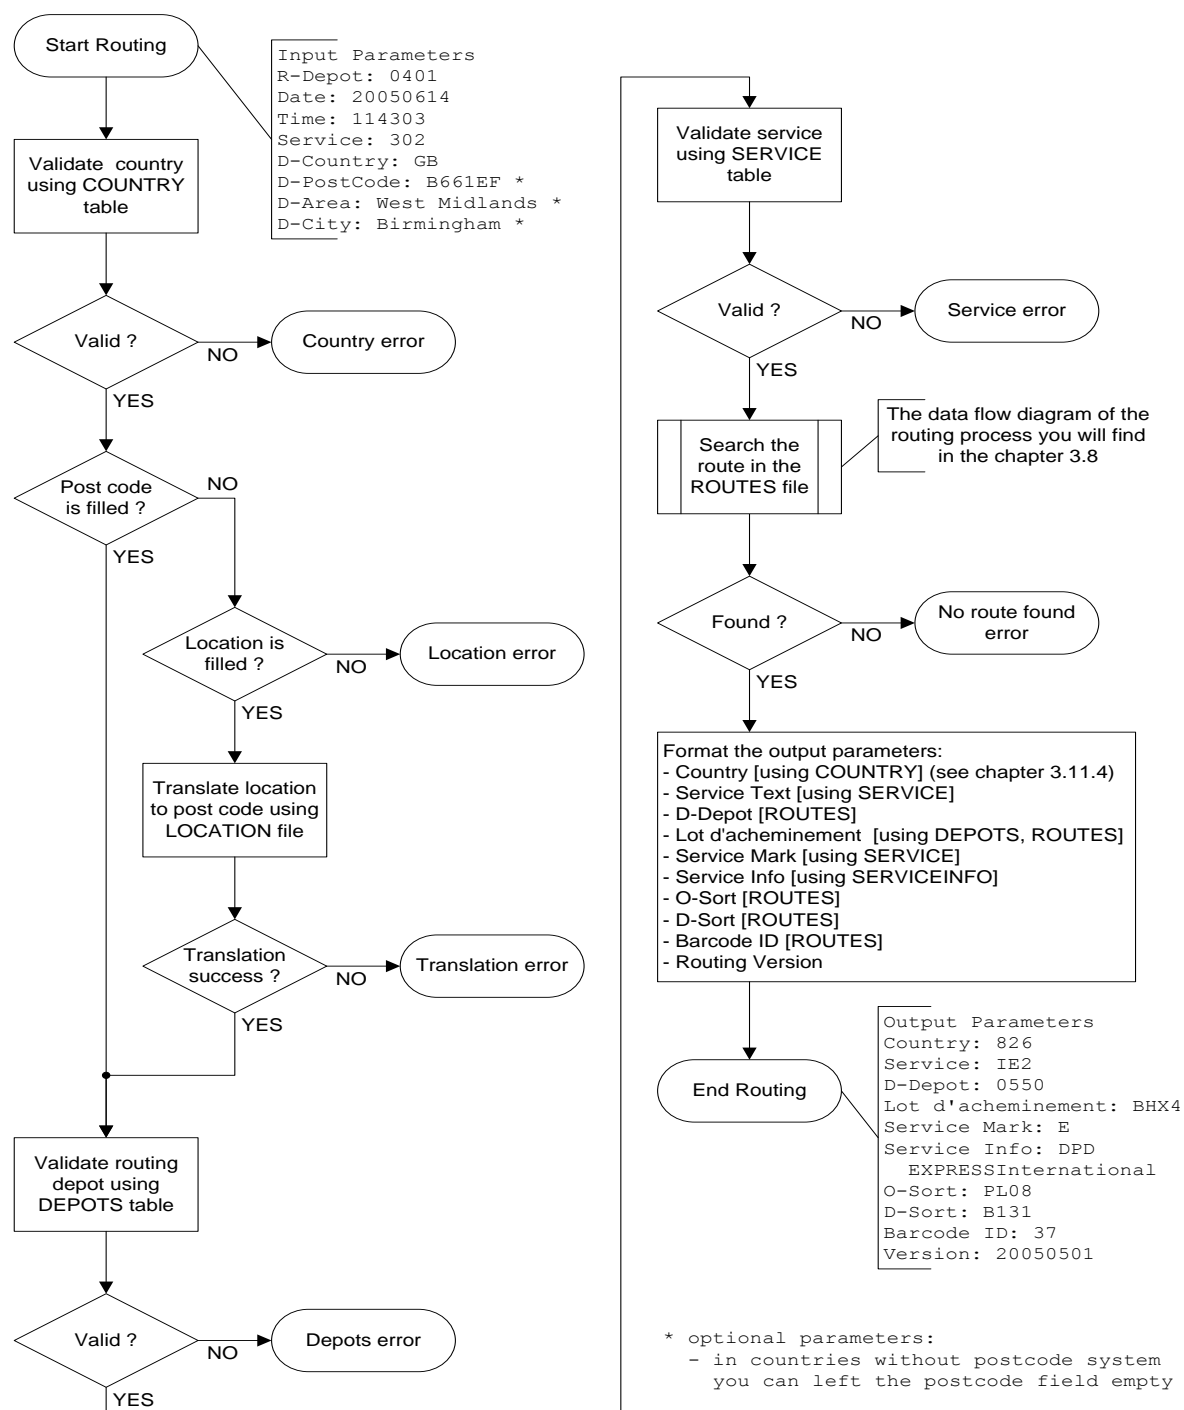 Start Routing
Input Parameters
R-Depot: 0401
Date: 20050614
Time: 114303
Service: 302
D-Country: GB
D-PostCode: B661EF *
D-Area: West Midlands *
D-City: Birmingham *
Validate country
using COUNTRY
table
Valid ?
NO
Country error
YES
Post code
is filled ?
NO
YES
Location is
filled ?
NO
Location error
YES
Translate location
to post code using
LOCATION file
Translation
success ?
NO
Translation error
YES
Validate routing
depot using
DEPOTS table
Valid ?
NO
Depots error
YES
Validate service
using SERVICE
table
Valid ?
NO
Service error
YES
Search the
route in the
ROUTES file
The data flow diagram of the
routing process you will find
in the chapter 3.8
Found ?
NO
No route found
error
YES
Format the output parameters:
- Country [using COUNTRY] (see chapter 3.11.4)
- Service Text [using SERVICE]
- D-Depot [ROUTES]
- Lot d'acheminement [using DEPOTS, ROUTES]
- Service Mark [using SERVICE]
- Service Info [using SERVICEINFO]
- O-Sort [ROUTES]
- D-Sort [ROUTES]
- Barcode ID [ROUTES]
- Routing Version
End Routing
Output Parameters
Country: 826
Service: IE2
D-Depot: 0550
Lot d'acheminement: BHX4
Service Mark: E
Service Info: DPD
EXPRESSInternational
O-Sort: PL08
D-Sort: B131
Barcode ID: 37
Version: 20050501
* optional parameters:
- in countries without postcode system
you can left the postcode field empty